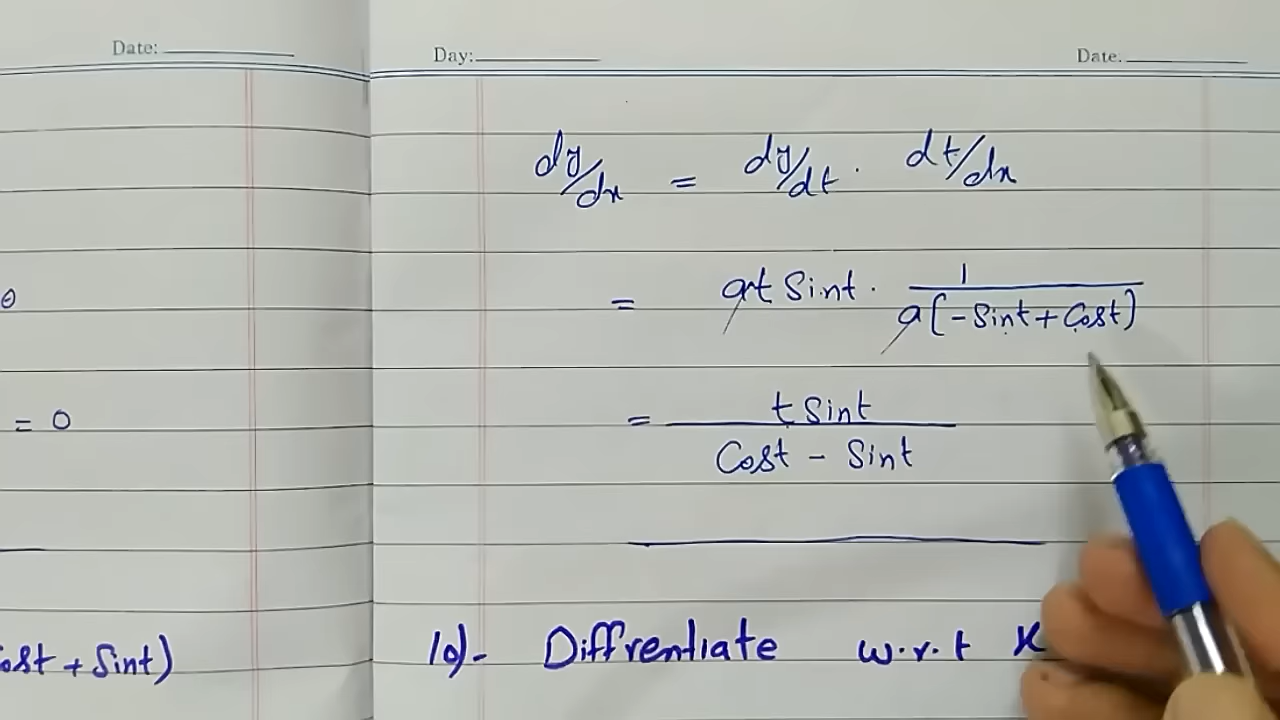 Date:
θ
= 0
ost + Sint)
Day:
Date:
dy/dx = dy/dt · dt/dx
= at Sint · 1 / a[-Sint + Cost)
= t Sint / Cost - Sint
10)- Diffrentiate w.r.t x